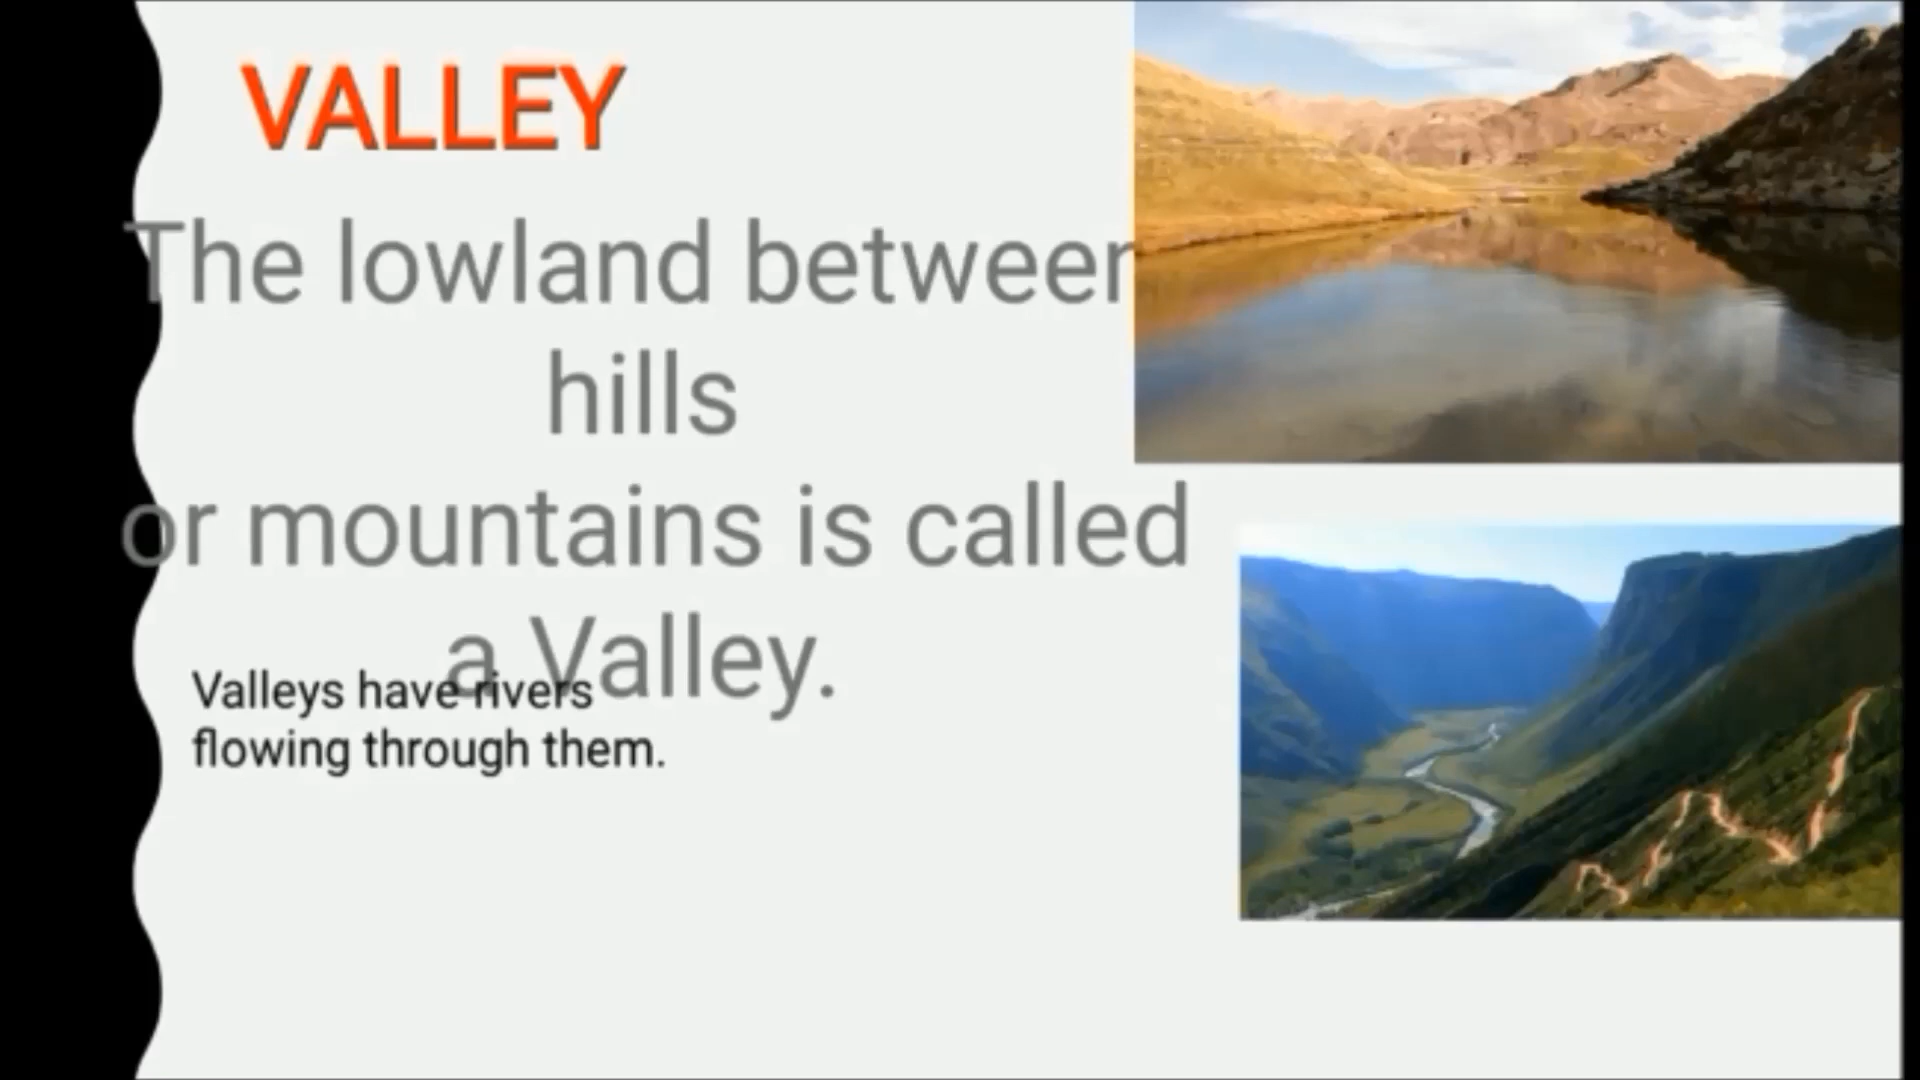 VALLEY
The lowland between
hills
or mountains is called
a Valley.
Valleys have rivers
flowing through them.